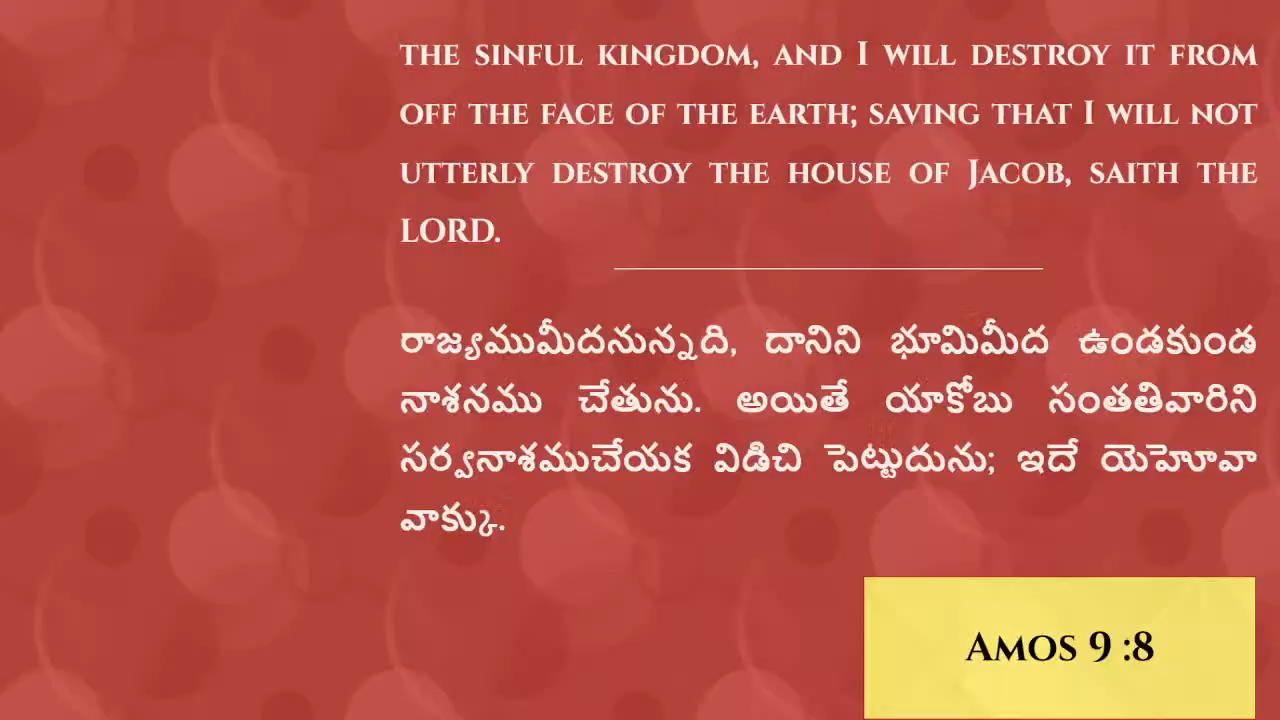 THE SINFUL KINGDOM, AND I WILL DESTROY IT FROM
OFF THE FACE OF THE EARTH; SAVING THAT I WILL NOT
UTTERLY DESTROY THE HOUSE OF JACOB, SAITH THE
LORD.
రాజ్యముమీదనున్నది, దానిని భూమిమీద ఉండకుండ
నాశనము చేతును. అయితే యాకోబు సంతతివారిని
సర్వనాశముచేయక విడిచి పెట్టుదును; ఇదే యెహోవా
వాక్కు.
AMOS 9 :8